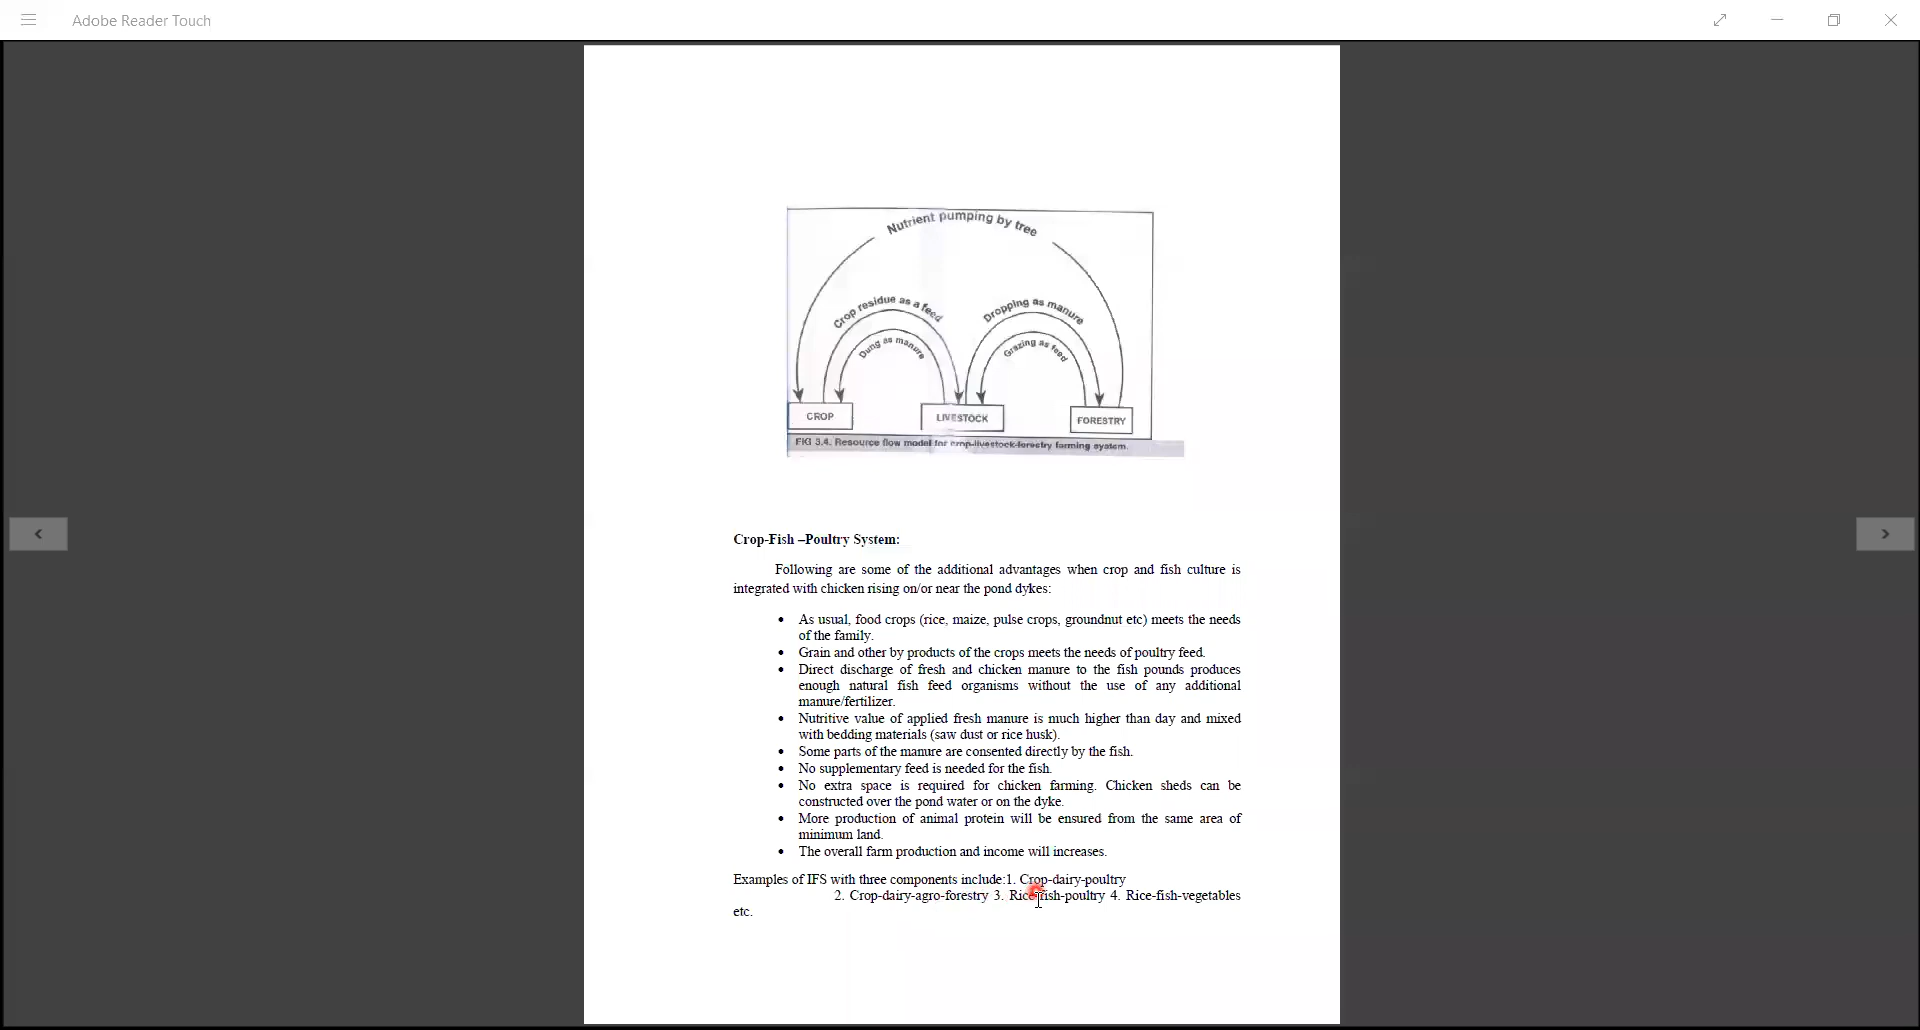 Adobe Reader Touch
Nutrient pumping by tree
Crop residue as a feed
Dropping as manure
Dung as manure
Grazing as feed
CROP
LIVESTOCK
FORESTRY
FIG 3.4. Resource flow model for crop-livestock-forestry farming system.
Crop-Fish –Poultry System:
Following are some of the additional advantages when crop and fish culture is
integrated with chicken rising on/or near the pond dykes:
• As usual, food crops (rice, maize, pulse crops, groundnut etc) meets the needs
of the family.
• Grain and other by products of the crops meets the needs of poultry feed.
• Direct discharge of fresh and chicken manure to the fish pounds produces
enough natural fish feed organisms without the use of any additional
manure/fertilizer.
• Nutritive value of applied fresh manure is much higher than day and mixed
with bedding materials (saw dust or rice husk).
• Some parts of the manure are consented directly by the fish.
• No supplementary feed is needed for the fish.
• No extra space is required for chicken farming. Chicken sheds can be
constructed over the pond water or on the dyke.
• More production of animal protein will be ensured from the same area of
minimum land.
• The overall farm production and income will increases.
Examples of IFS with three components include:1. Crop-dairy-poultry
2. Crop-dairy-agro-forestry 3. Rice-fish-poultry 4. Rice-fish-vegetables
etc.